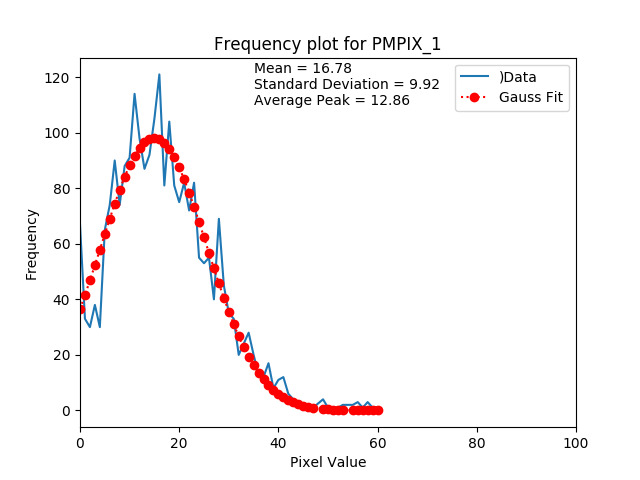 Frequency plot for PMPIX_1
Mean = 16.78
Standard Deviation = 9.92
Average Peak = 12.86
)Data
Gauss Fit
120
100
80
60
40
20
0
Frequency
0 20 40 60 80 100
Pixel Value